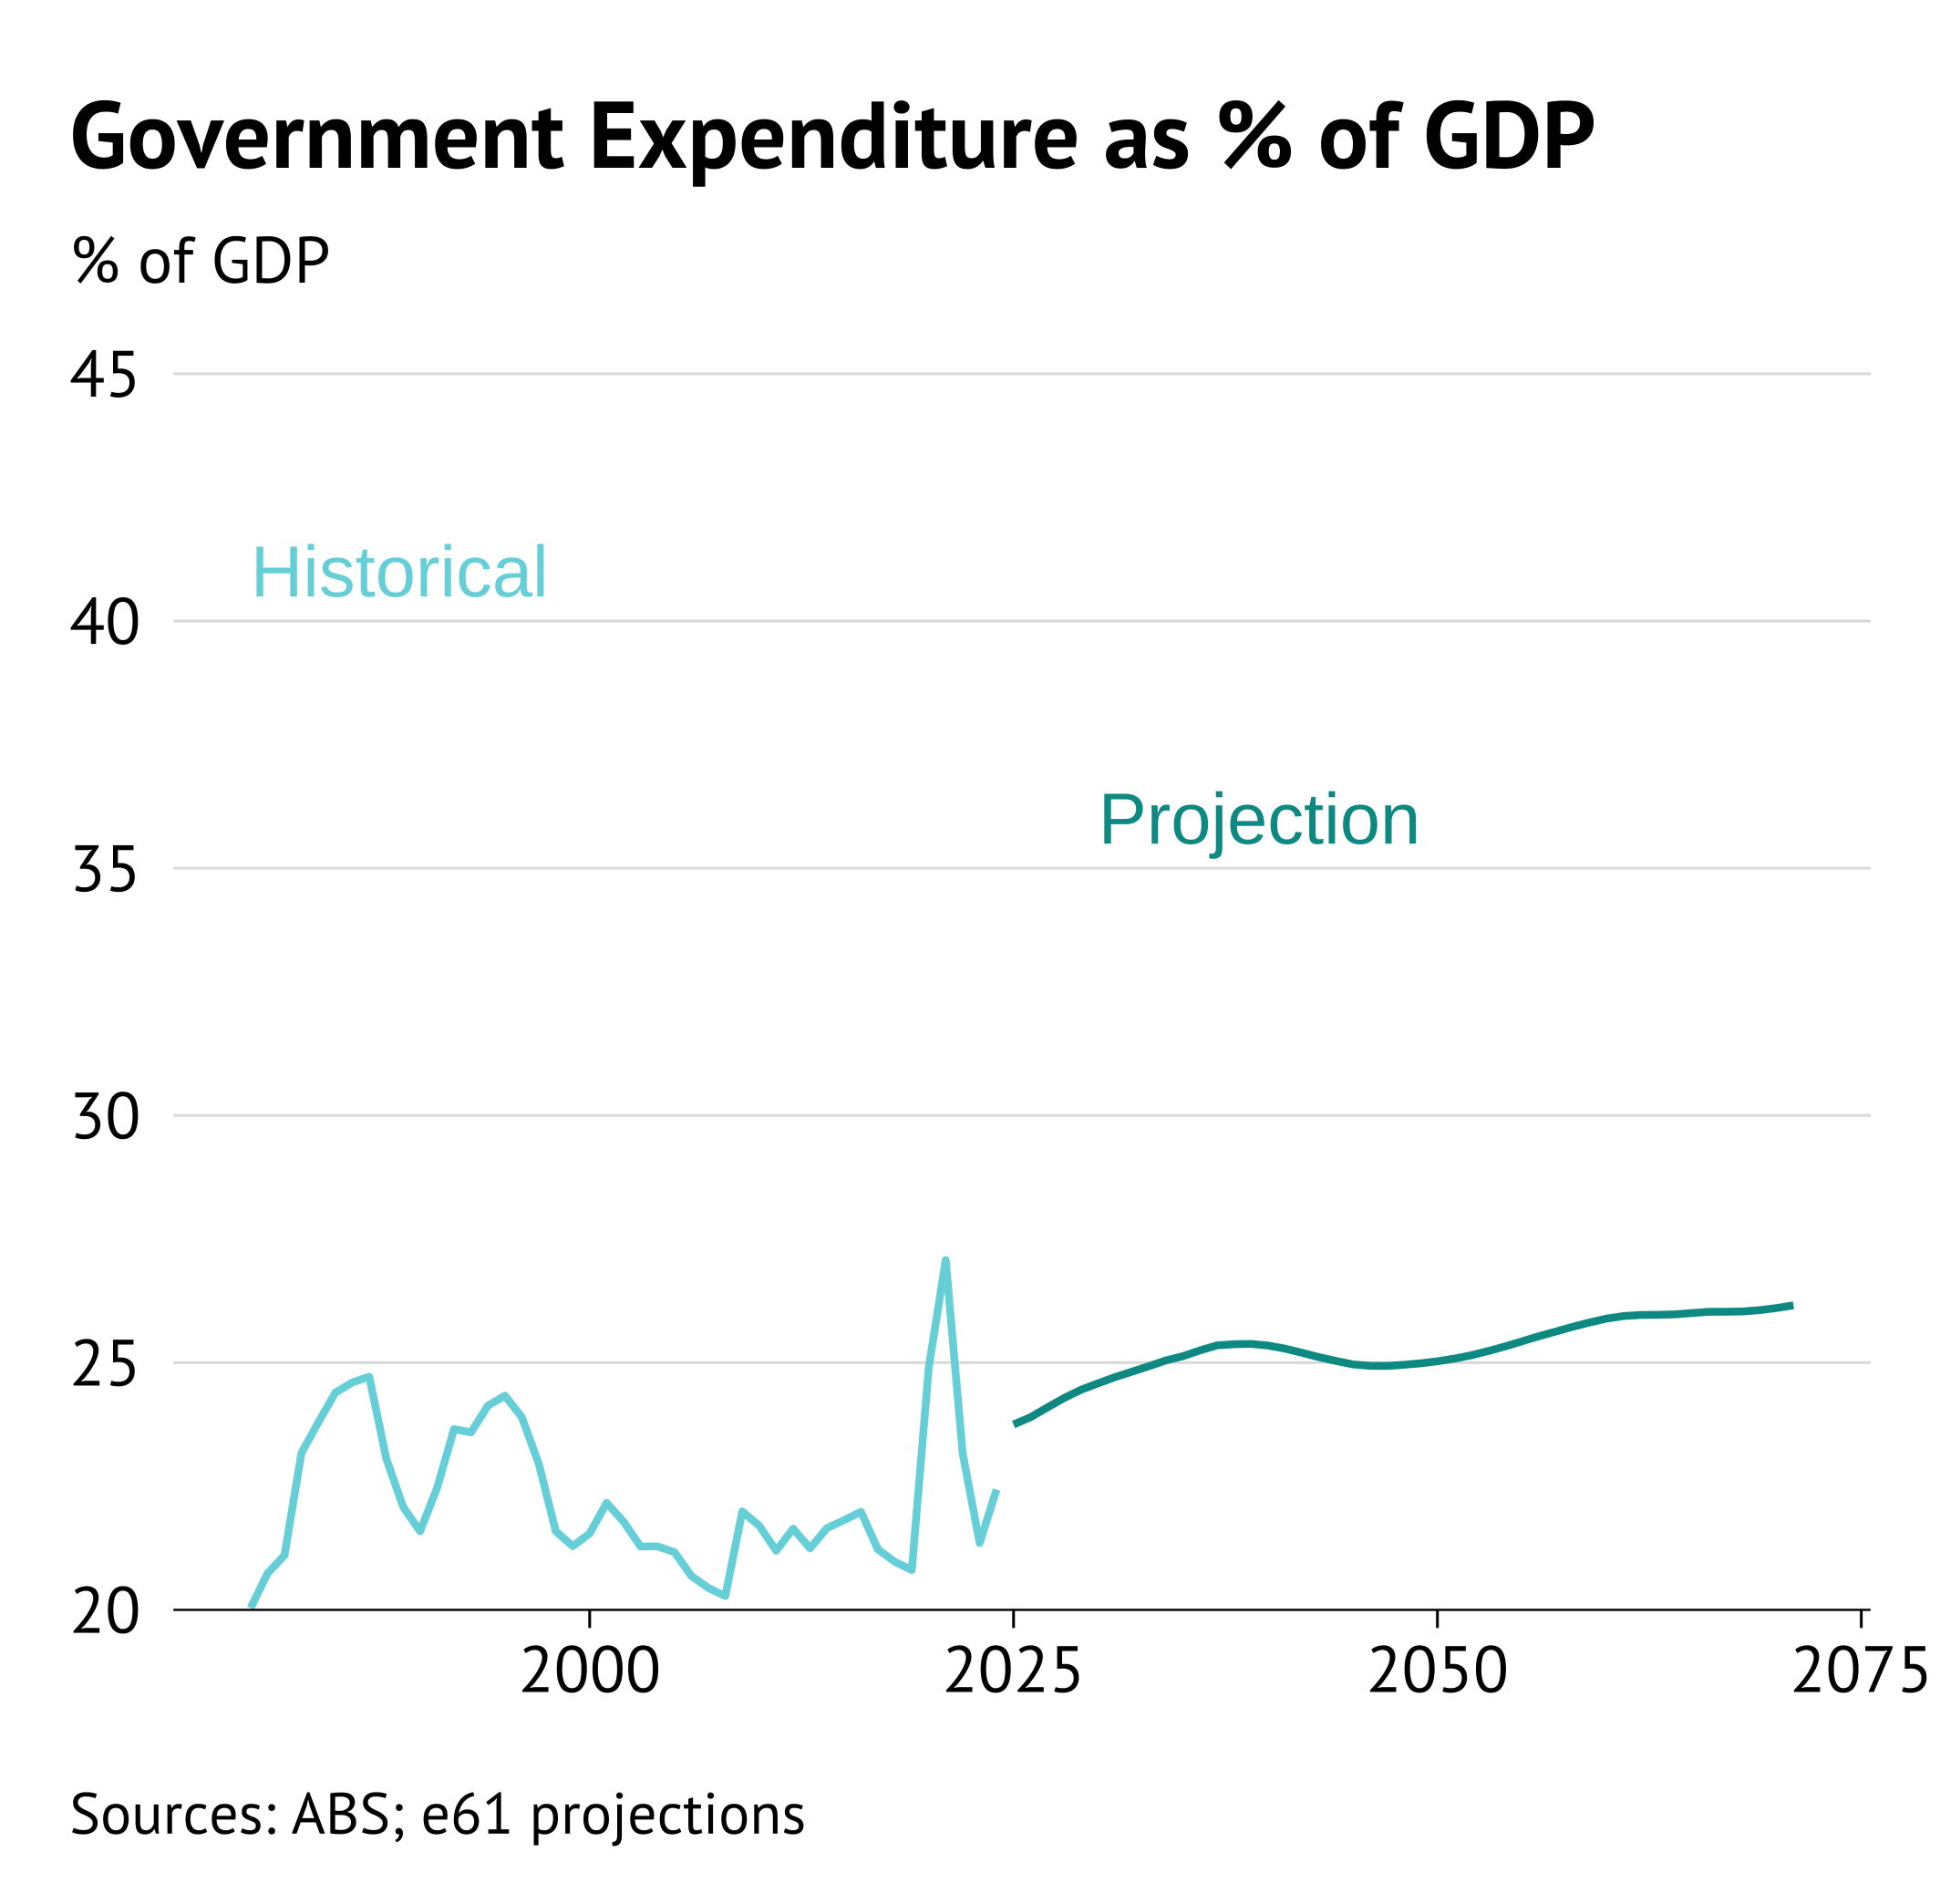 Government Expenditure as % of GDP
% of GDP
45
Historical
40
Projection
35
30
25
20
2000 2025 2050 2075
Sources: ABS; e61 projections